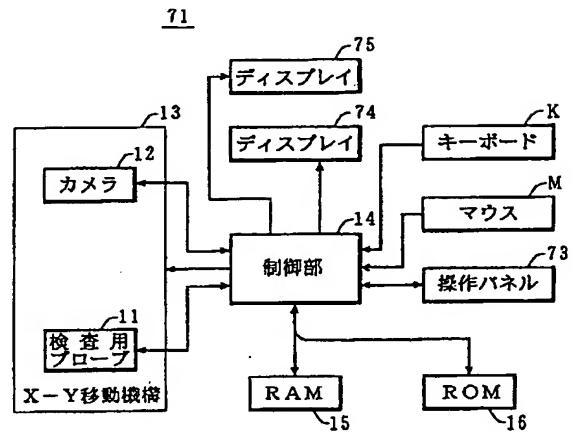 71
75
ディスプレイ
74
ディスプレイ
13
12
カメラ
K
キーボード
M
マウス
14
制御部
73
操作パネル
11
検査用
プローブ
X－Y移動機構
RAM
15
ROM
16